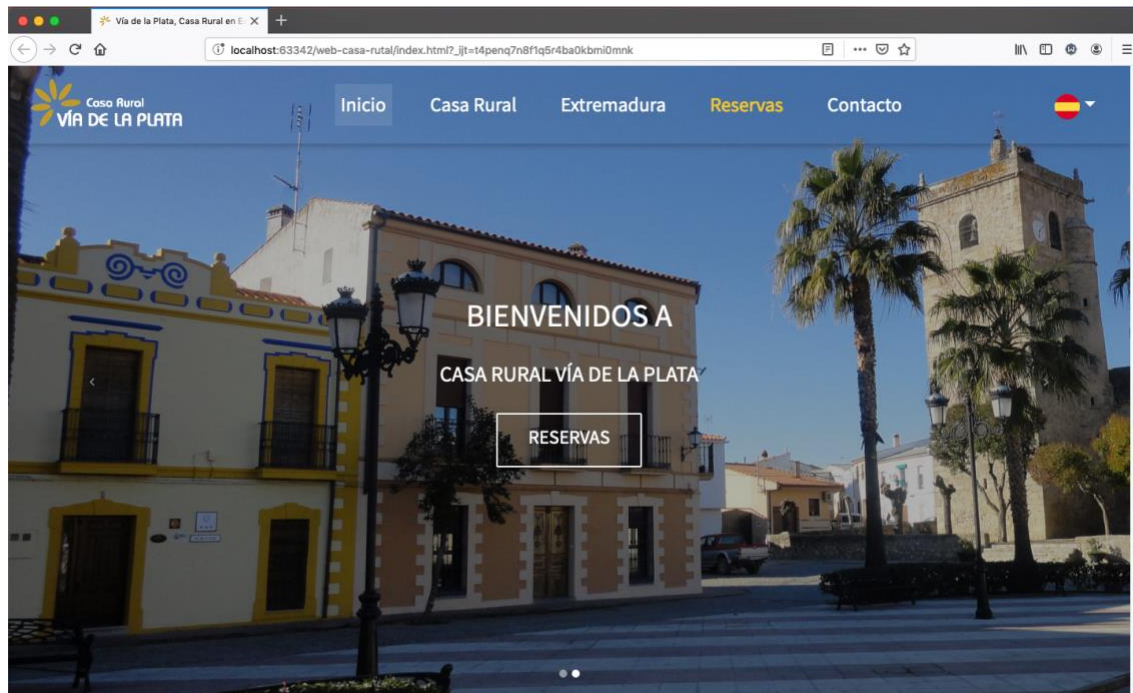 Vía de la Plata, Casa Rural en E
localhost:63342/web-casa-rutal/index.html?_ijt=t4penq7n8f1q5r4ba0kbmi0mnk
Casa Rural
VÍA DE LA PLATA
Inicio
Casa Rural
Extremadura
Reservas
Contacto
BIENVENIDOS A
CASA RURAL VÍA DE LA PLATA
RESERVAS